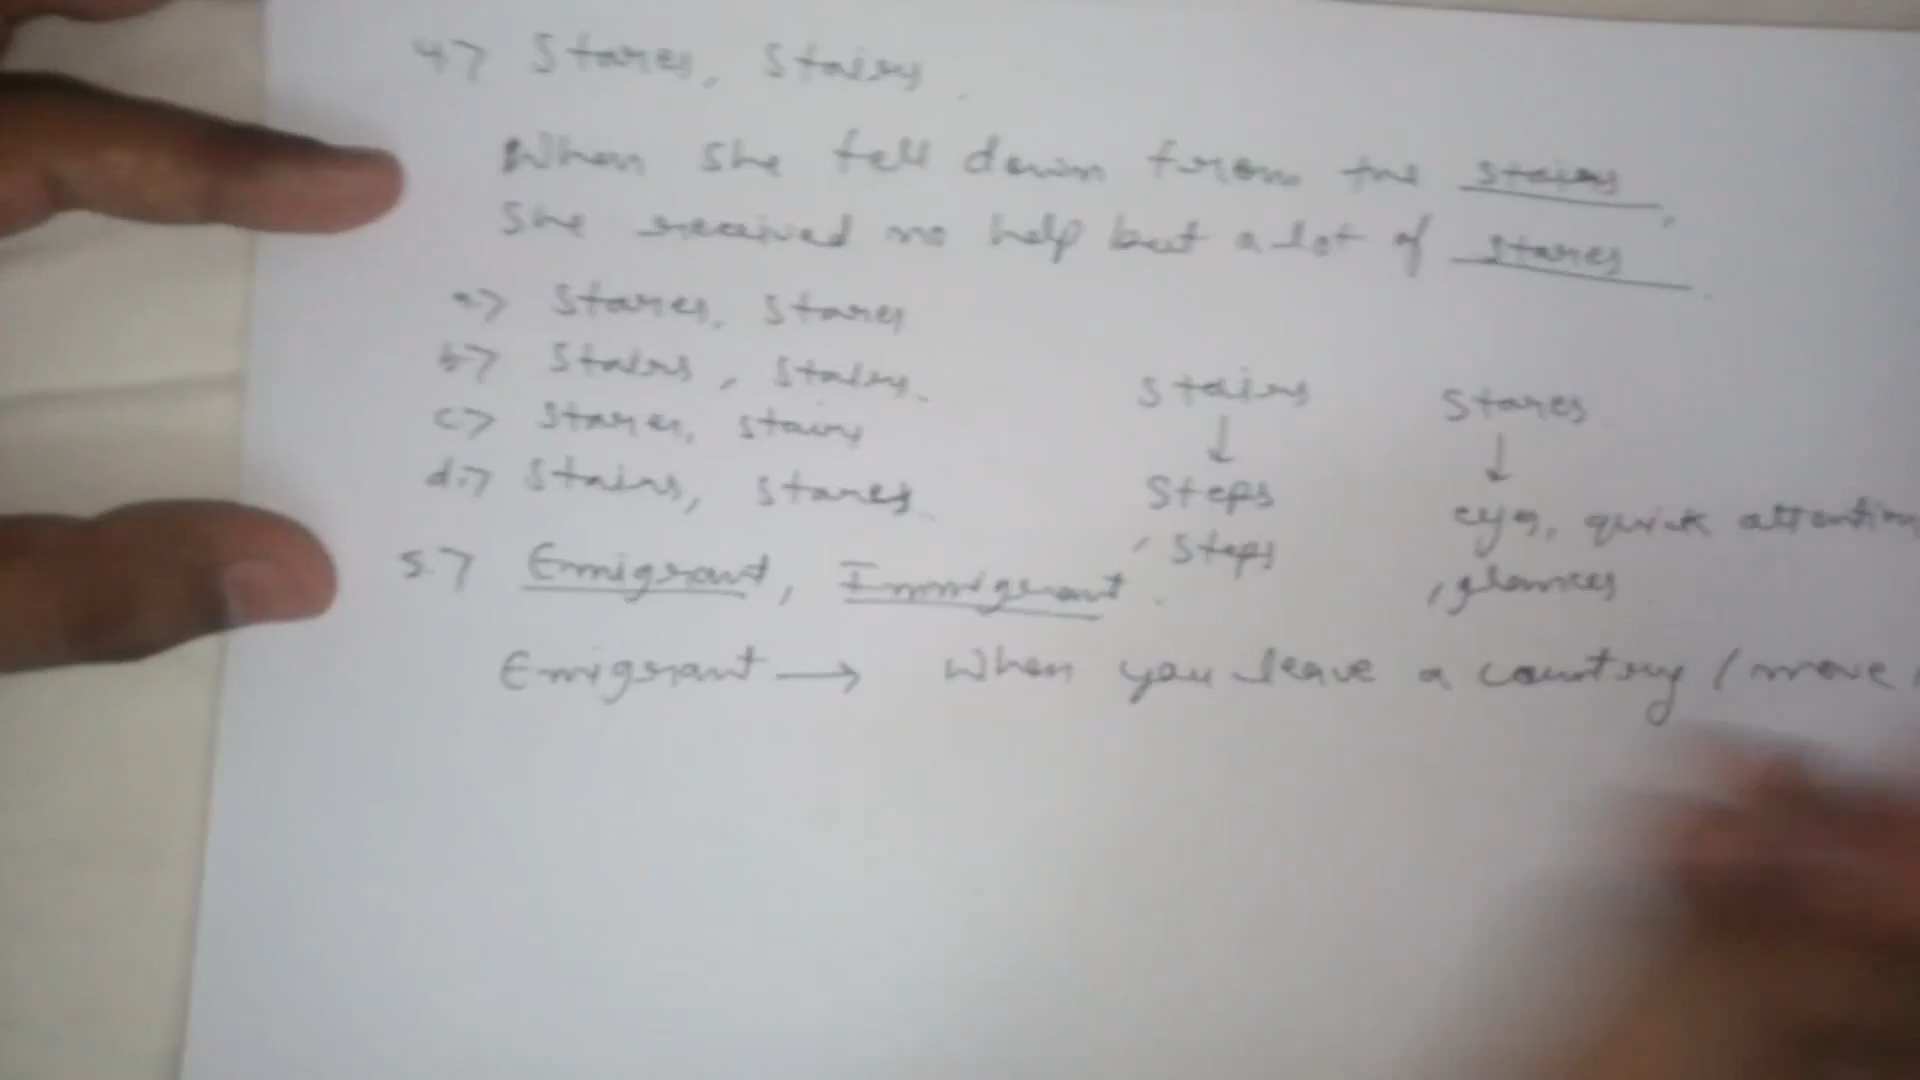 4> Stares, Stairs.
When she fell down from the stairs,
She received no help but a lot of stares.
a> Stares, Stares
b> Stairs, Stairs.
c> Stares, stairs
d> Stairs, stares.
Stairs
↓
Steps
, Steps
Stares
↓
eyes, quick attention
, glances
5> Emigrant, Immigrant.
Emigrant → When you leave a country / move